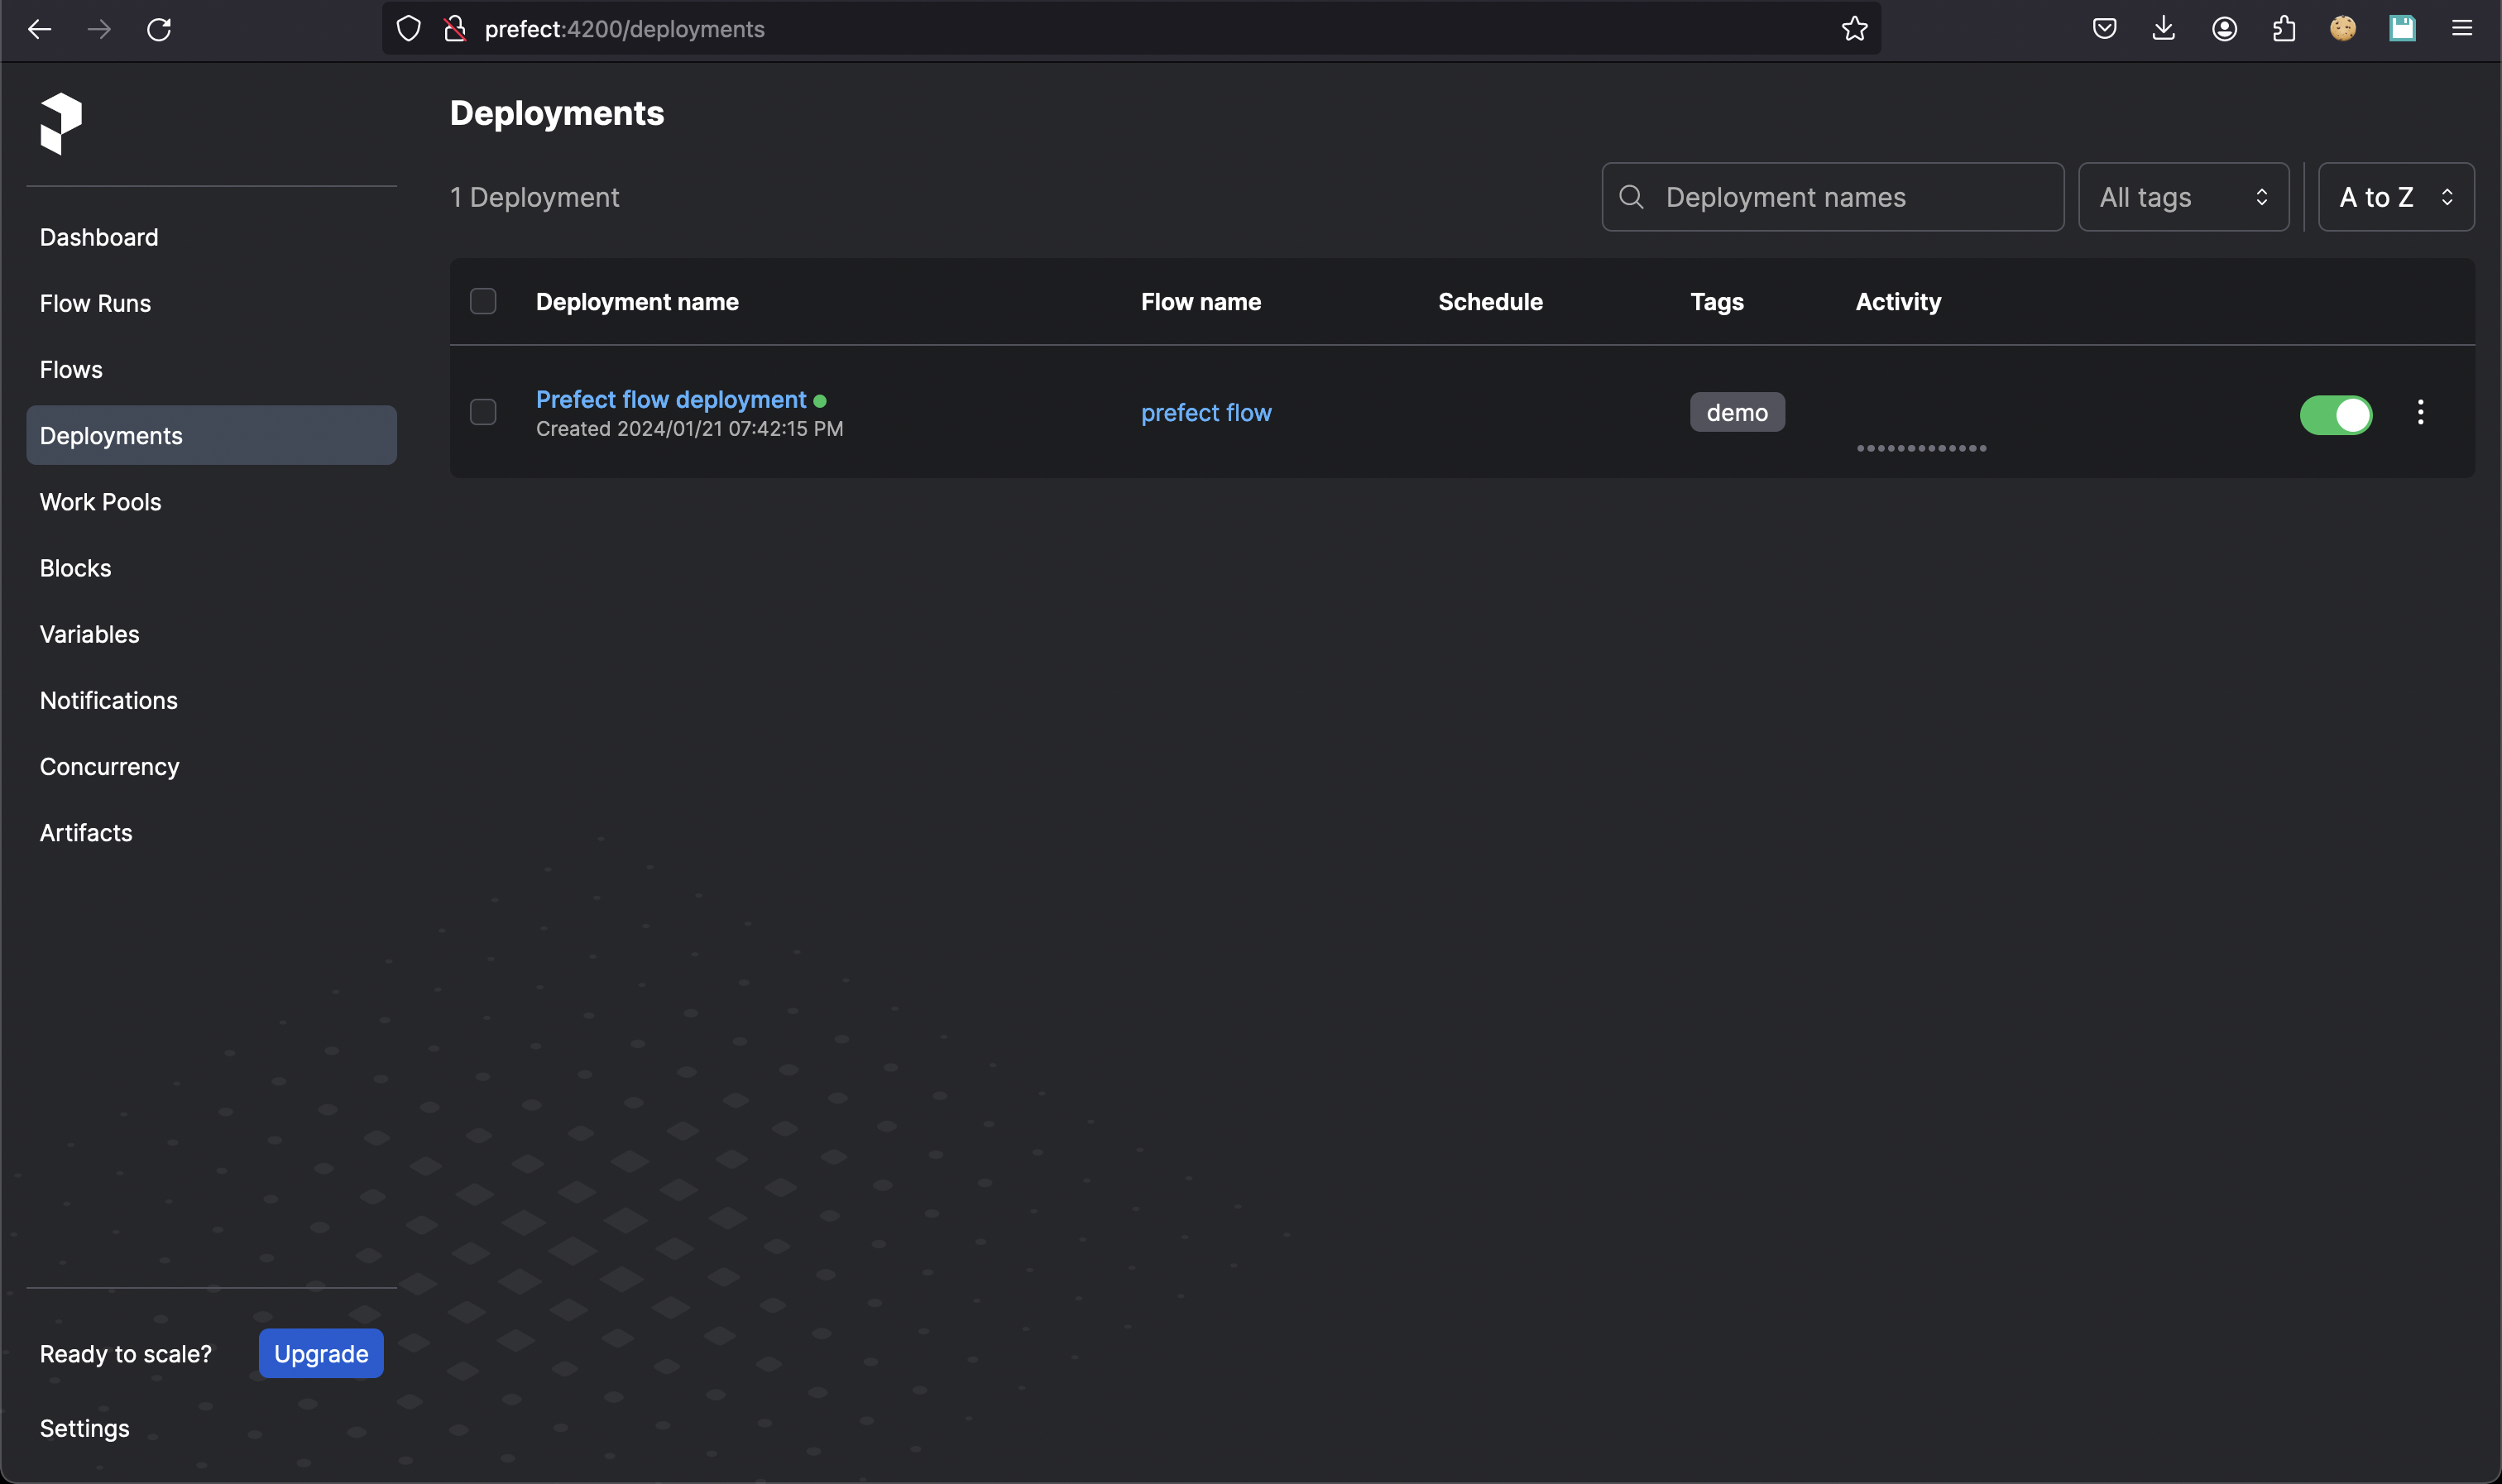 prefect:4200/deployments
Deployments
1 Deployment
Deployment names
All tags
A to Z
Dashboard
Flow Runs
Flows
Deployments
Work Pools
Blocks
Variables
Notifications
Concurrency
Artifacts
Deployment name
Flow name
Schedule
Tags
Activity
Prefect flow deployment
Created 2024/01/21 07:42:15 PM
prefect flow
demo
Ready to scale?
Upgrade
Settings